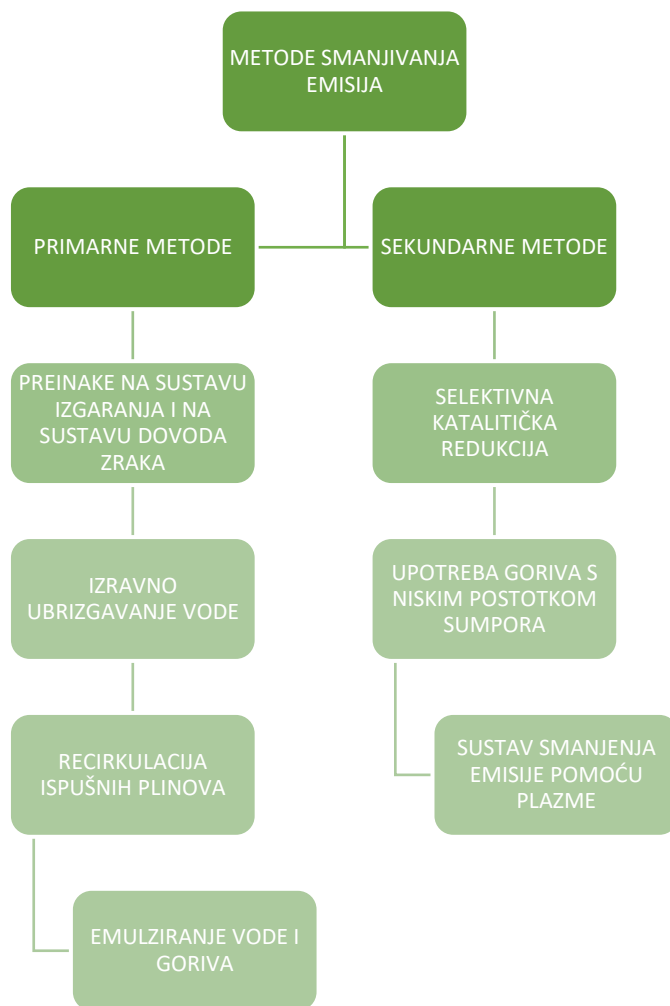 METODE SMANJIVANJA
EMISIJA
PRIMARNE METODE
SEKUNDARNE METODE
PREINAKE NA SUSTAVU
IZGARANJA I NA
SUSTAVU DOVODA
ZRAKA
SELEKTIVNA
KATALITIČKA
REDUKCIJA
IZRAVNO
UBRIZGAVANJE VODE
UPOTREBA GORIVA S
NISKIM POSTOTKOM
SUMPORA
RECIRKULACIJA
ISPUŠNIH PLINOVA
SUSTAV SMANJENJA
EMISIJE POMOĆU
PLAZME
EMULZIRANJE VODE I
GORIVA